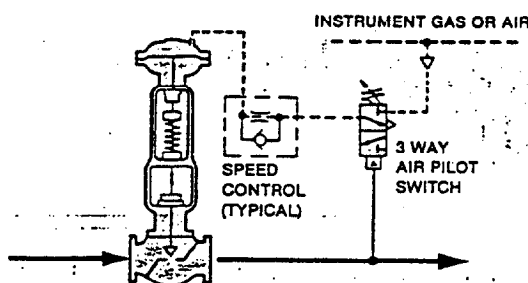 INSTRUMENT GAS OR AIR
SPEED
CONTROL
(TYPICAL)
3 WAY
AIR PILOT
SWITCH